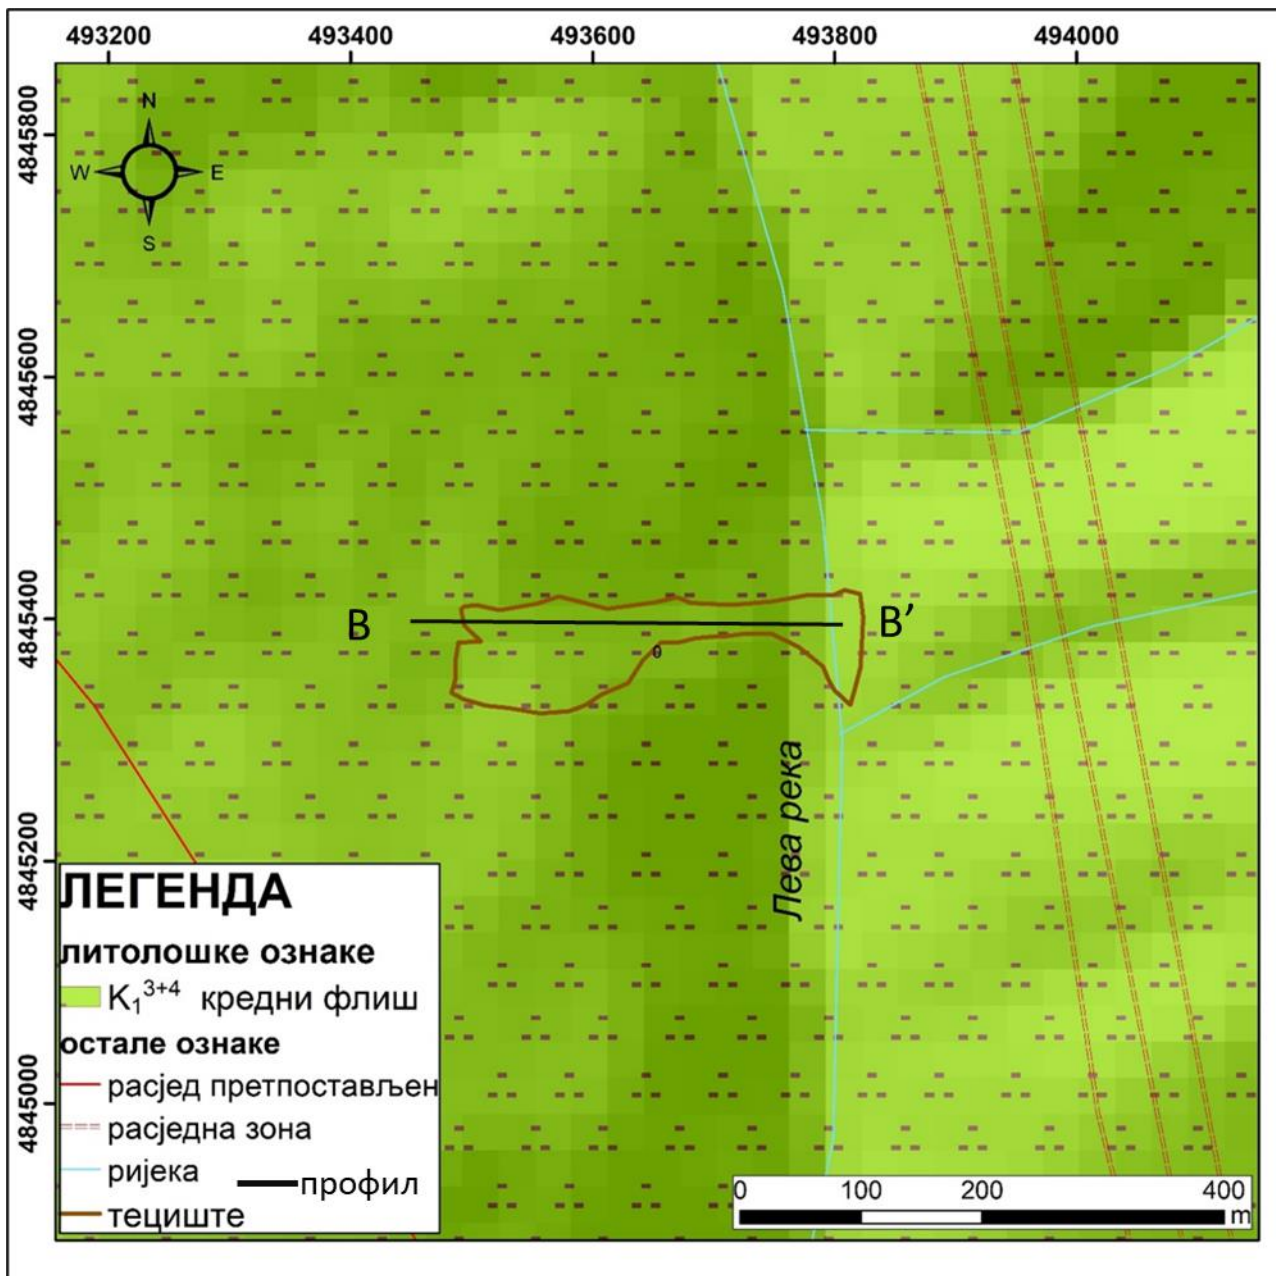 493200 493400 493600 493800 494000
4845800
4845600
4845400
4845200
4845000
N
W E
S
B B’
0
Лева река
ЛЕГЕНДА
литолошке ознаке
K₁³⁺⁴ кредни флиш
остале ознаке
расјед претпостављен
расједна зона
ријека
профил
тециште
0 100 200 400
m